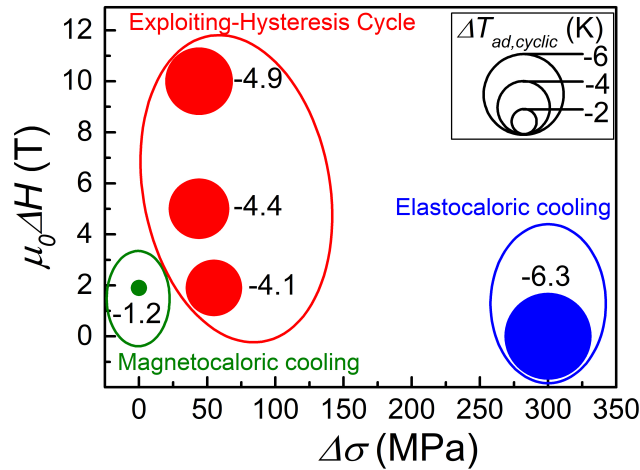 Exploiting-Hysteresis Cycle
ΔT_ad,cyclic (K)
-6
-4
-2
12
10
8
6
4
2
0
μ₀ΔH (T)
-4.9
-4.4
-4.1
Elastocaloric cooling
-6.3
-1.2
Magnetocaloric cooling
0 50 100 150 200 250 300 350
Δσ (MPa)